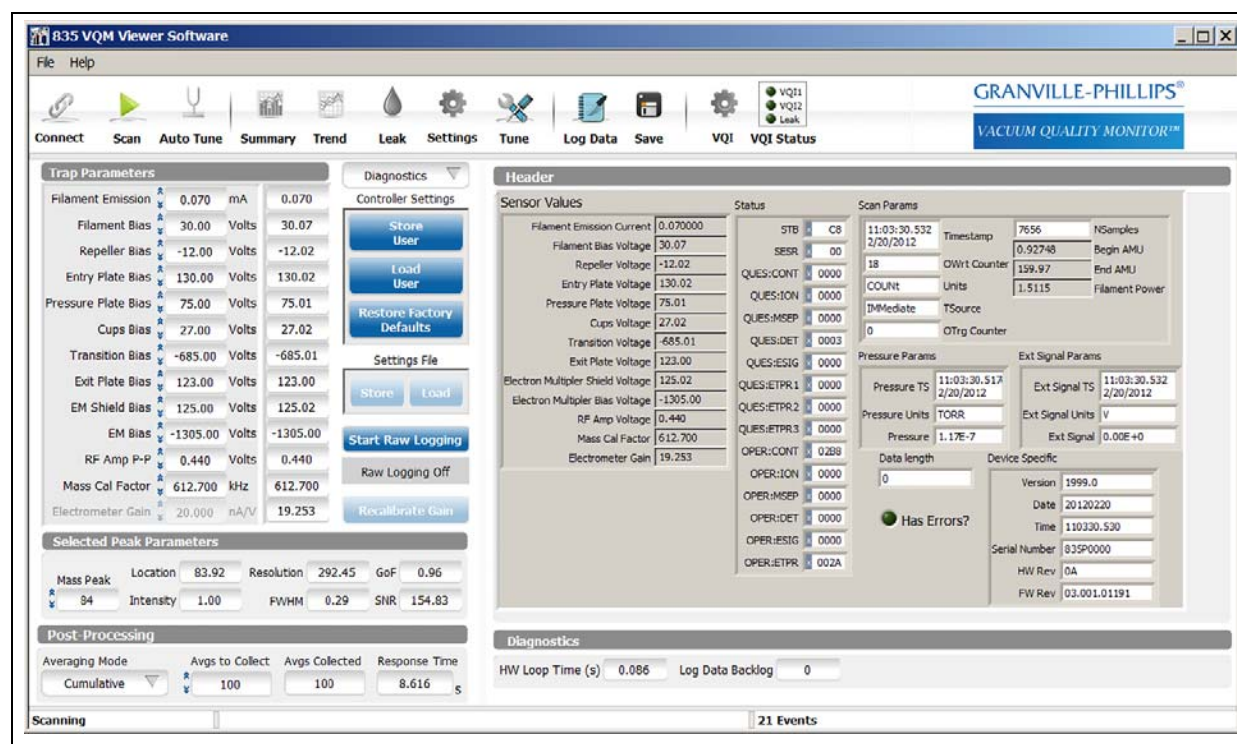 835 VQM Viewer Software
File Help
Connect Scan Auto Tune Summary Trend Leak Settings Tune Log Data Save VQI VQI Status
VQI1
VQI2
Leak
GRANVILLE-PHILLIPS®
VACUUM QUALITY MONITOR™
Trap Parameters
Filament Emission 0.070 mA 0.070
Filament Bias 30.00 Volts 30.07
Repeller Bias -12.00 Volts -12.02
Entry Plate Bias 130.00 Volts 130.02
Pressure Plate Bias 75.00 Volts 75.01
Cups Bias 27.00 Volts 27.02
Transition Bias -685.00 Volts -685.01
Exit Plate Bias 123.00 Volts 123.00
EM Shield Bias 125.00 Volts 125.02
EM Bias -1305.00 Volts -1305.00
RF Amp P-P 0.440 Volts 0.440
Mass Cal Factor 612.700 kHz 612.700
Electrometer Gain 20.000 nA/V 19.253
Diagnostics
Controller Settings
Store User
Load User
Restore Factory Defaults
Settings File
Store Load
Start Raw Logging
Raw Logging Off
Recalibrate Gain
Selected Peak Parameters
Mass Peak 84
Location 83.92 Resolution 292.45 GoF 0.96
Intensity 1.00 FWHM 0.29 SNR 154.83
Post-Processing
Averaging Mode Avgs to Collect Avgs Collected Response Time
Cumulative 100 100 8.616 s
Header
Sensor Values
Filament Emission Current 0.070000
Filament Bias Voltage 30.07
Repeller Voltage -12.02
Entry Plate Voltage 130.02
Pressure Plate Voltage 75.01
Cups Voltage 27.02
Transition Voltage -685.01
Exit Plate Voltage 123.00
Electron Multipler Shield Voltage 125.02
Electron Multipler Bias Voltage -1305.00
RF Amp Voltage 0.440
Mass Cal Factor 612.700
Electrometer Gain 19.253
Status
STB C8
SESR 00
QUES:CONT 0000
QUES:ION 0000
QUES:MSEP 0000
QUES:DET 0003
QUES:ESIG 0000
QUES:ETPR1 0000
QUES:ETPR2 0000
QUES:ETPR3 0000
OPER:CONT 02B8
OPER:ION 0000
OPER:MSEP 0000
OPER:DET 0000
OPER:ESIG 0000
OPER:ETPR 002A
Scan Params
11:03:30.532 2/20/2012 Timestamp
18 OWrt Counter
COUNt Units
IMMediate TSource
0 OTrg Counter
7656 NSamples
0.92748 Begin AMU
159.97 End AMU
1.5115 Filament Power
Pressure Params
Pressure TS 11:03:30.517 2/20/2012
Pressure Units TORR
Pressure 1.17E-7
Ext Signal Params
Ext Signal TS 11:03:30.532 2/20/2012
Ext Signal Units V
Ext Signal 0.00E+0
Data length
0
Has Errors?
Device Specific
Version 1999.0
Date 20120220
Time 110330.530
Serial Number 835P0000
HW Rev 0A
FW Rev 03.001.01191
Diagnostics
HW Loop Time (s) 0.086 Log Data Backlog 0
Scanning
21 Events